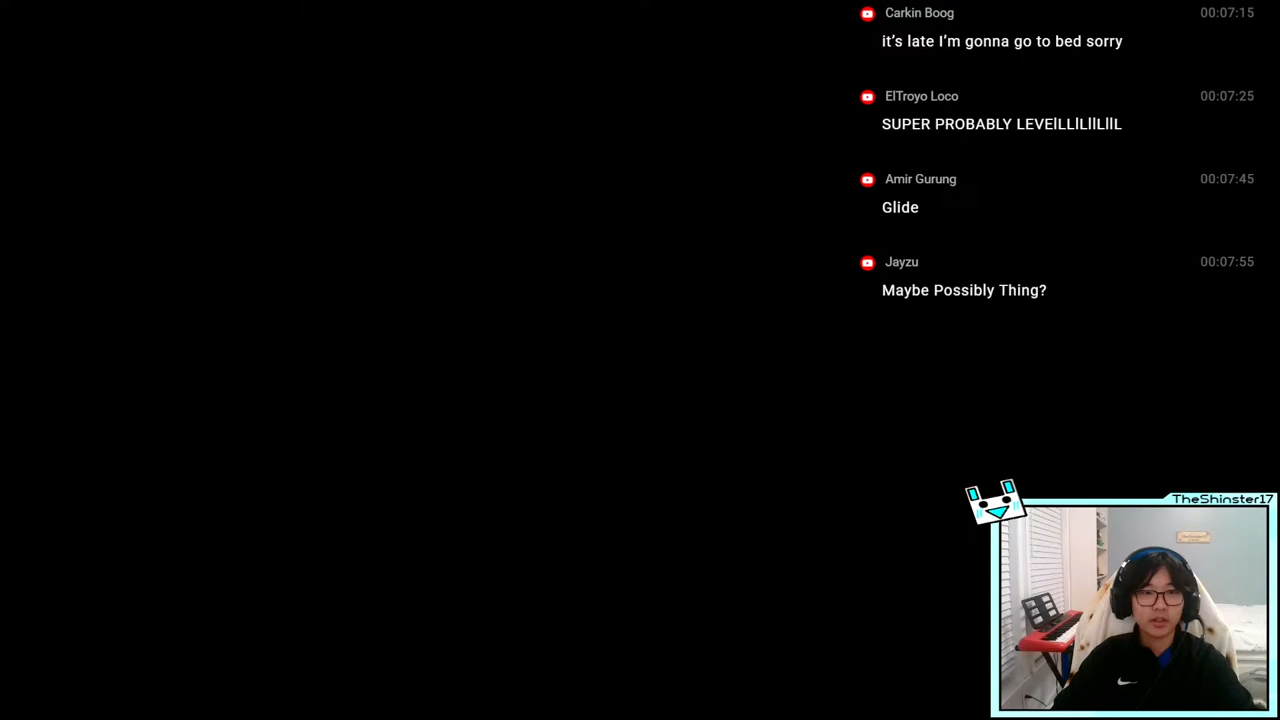 Carkin Boog 00:07:15
it's late I'm gonna go to bed sorry
ElTroyo Loco 00:07:25
SUPER PROBABLY LEVElLLlLllLllL
Amir Gurung 00:07:45
Glide
Jayzu 00:07:55
Maybe Possibly Thing?
TheShinster17